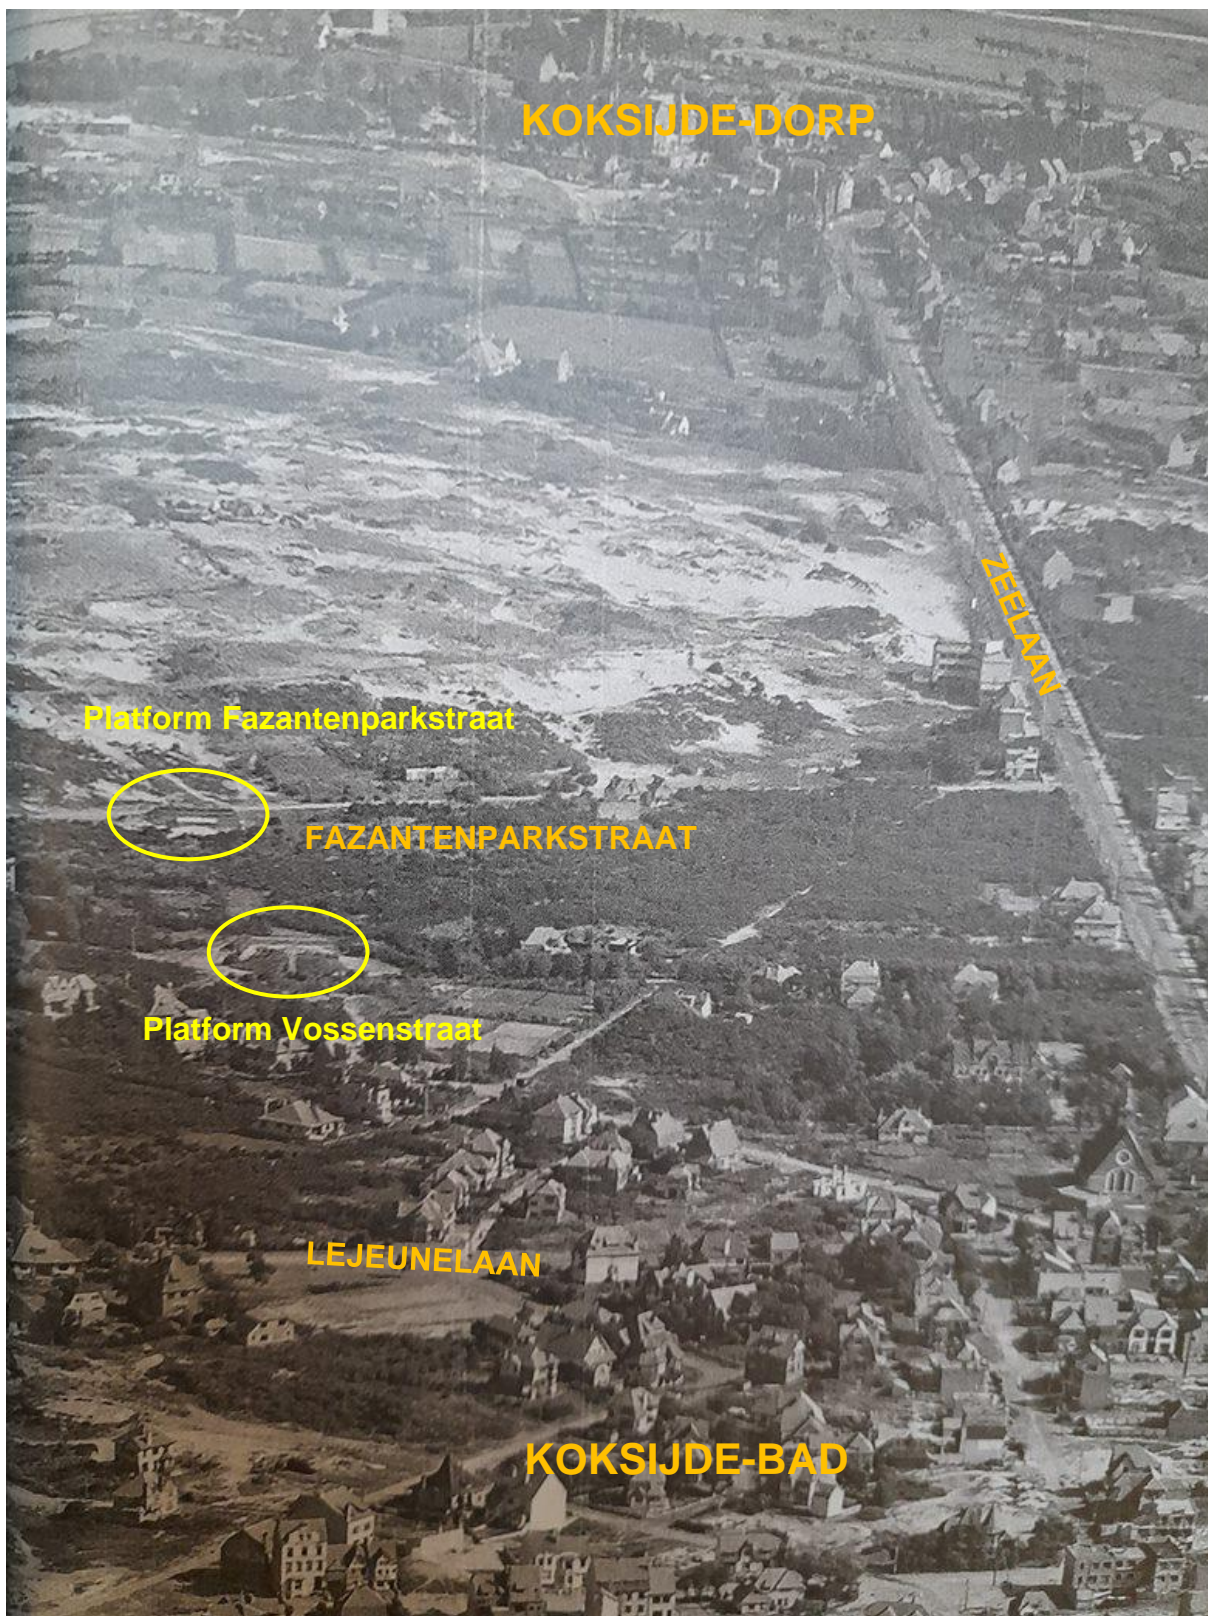 KOKSIJDE-DORP
ZEELAAN
Platform Fazantenparkstraat
FAZANTENPARKSTRAAT
Platform Vossenstraat
LEJEUNELAAN
KOKSIJDE-BAD